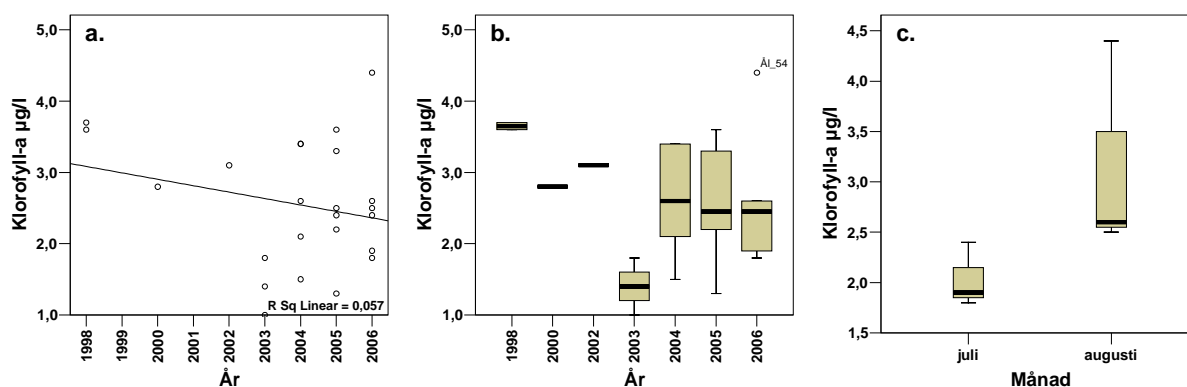 a.
Klorofyll-a µg/l
5,0
4,0
3,0
2,0
1,0
R Sq Linear = 0,057
1998
1999
2000
2001
2002
2003
2004
2005
2006
År
b.
Klorofyll-a µg/l
5,0
4,0
3,0
2,0
1,0
Ål_54
1998
2000
2002
2003
2004
2005
2006
År
c.
Klorofyll-a µg/l
4,5
4,0
3,5
3,0
2,5
2,0
1,5
juli
augusti
Månad